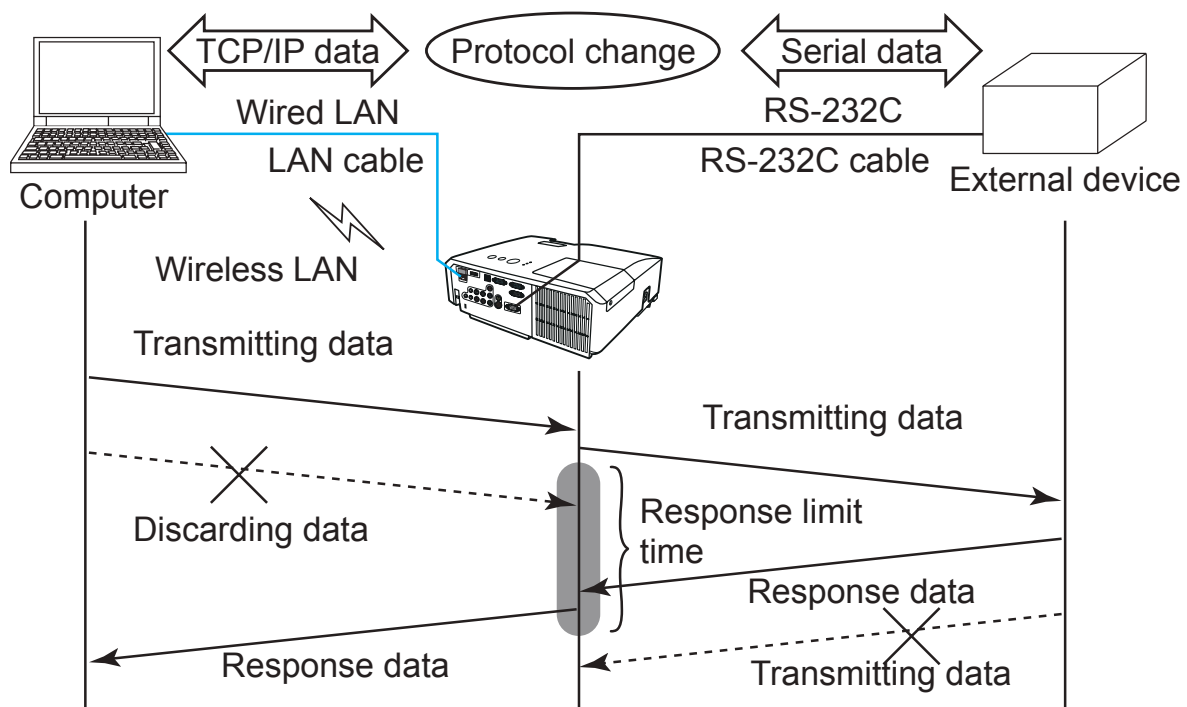 TCP/IP data
Protocol change
Serial data
Wired LAN
RS-232C
LAN cable
RS-232C cable
Computer
External device
Wireless LAN
Transmitting data
Transmitting data
Discarding data
Response limit
time
Response data
Response data
Transmitting data